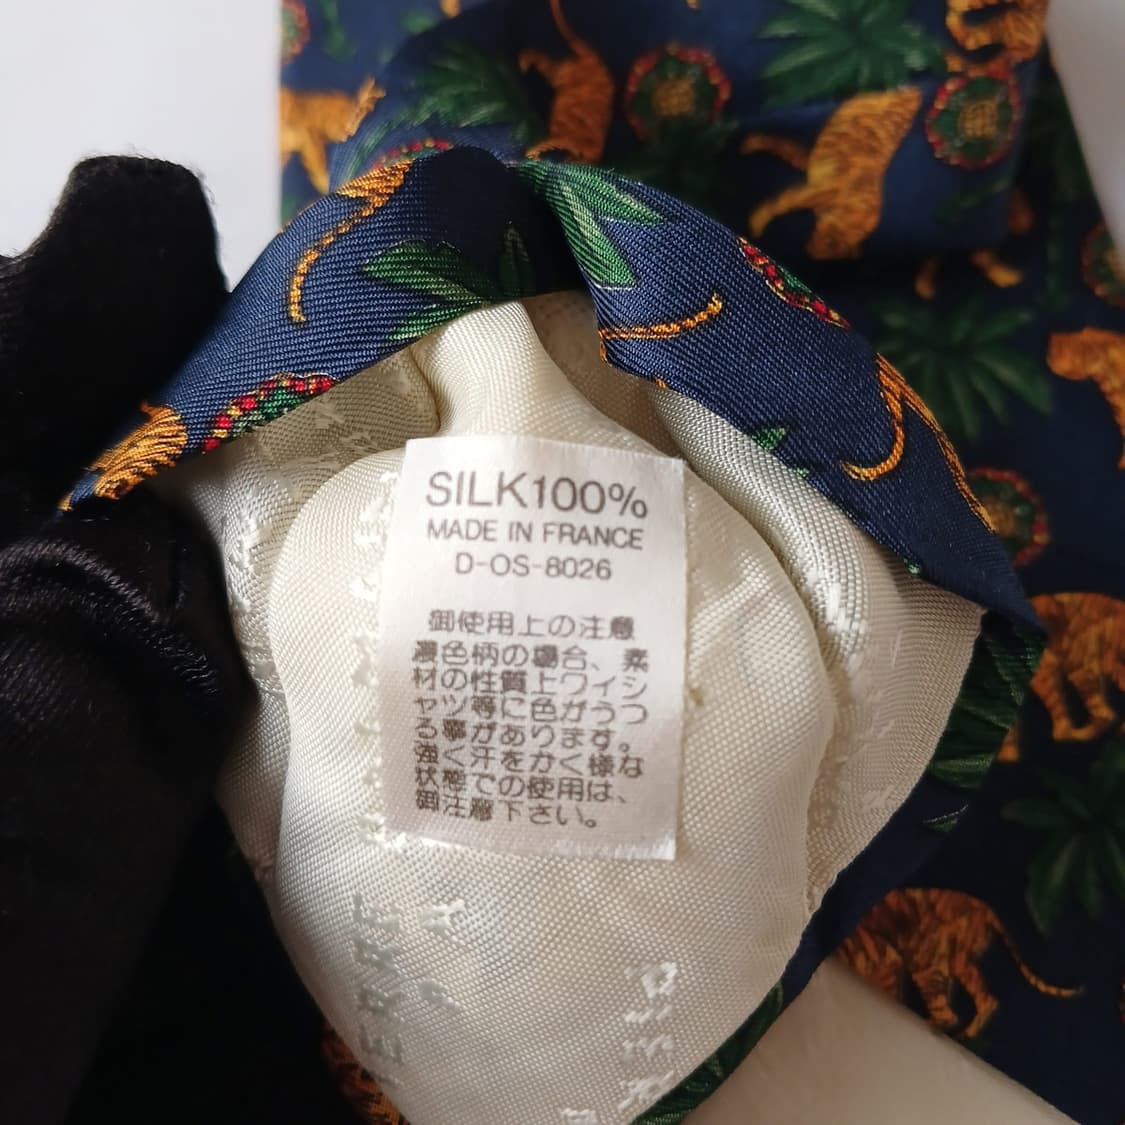 SILK100%
MADE IN FRANCE
D-OS-8026
御使用上の注意
濃色柄の場合、素
材の性質上ワイシ
ャツ等に色がうつ
る事があります。
強く汗をかく様な
状態での使用は、
御注意下さい。